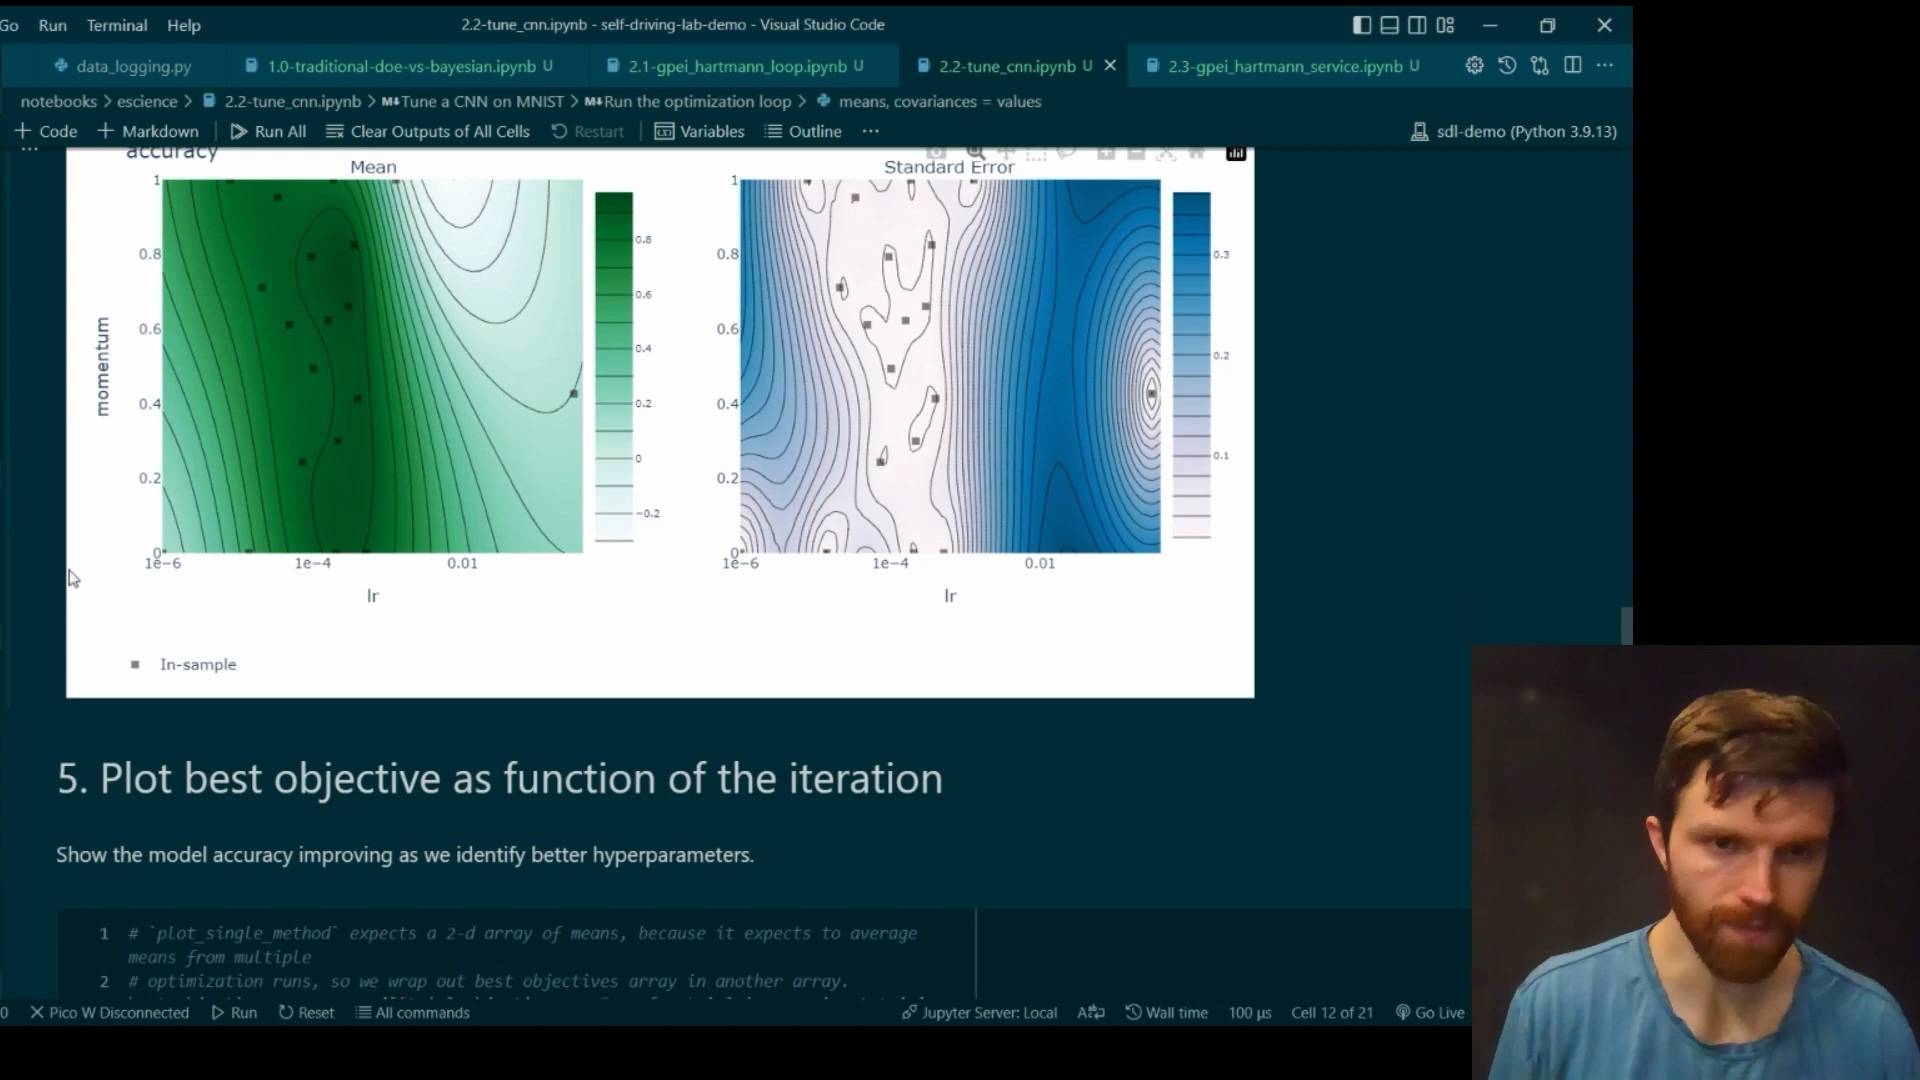 Go Run Terminal Help 2.2-tune_cnn.ipynb - self-driving-lab-demo - Visual Studio Code
data_logging.py 1.0-traditional-doe-vs-bayesian.ipynb U 2.1-gpei_hartmann_loop.ipynb U 2.2-tune_cnn.ipynb U 2.3-gpei_hartmann_service.ipynb U
notebooks > escience > 2.2-tune_cnn.ipynb > M↓Tune a CNN on MNIST > M↓Run the optimization loop > means, covariances = values
+ Code + Markdown Run All Clear Outputs of All Cells Restart Variables Outline ... sdl-demo (Python 3.9.13)
accuracy
Mean
1
0.8
0.6
0.4
0.2
0
momentum
1e−6 1e−4 0.01
lr
0.8
0.6
0.4
0.2
0
−0.2
Standard Error
1
0.8
0.6
0.4
0.2
0
1e−6 1e−4 0.01
lr
0.3
0.2
0.1
In-sample
5. Plot best objective as function of the iteration
Show the model accuracy improving as we identify better hyperparameters.
1 # `plot_single_method` expects a 2-d array of means, because it expects to average
means from multiple
2 # optimization runs, so we wrap out best objectives array in another array.
0 Pico W Disconnected Run Reset All commands Jupyter Server: Local Wall time 100 µs Cell 12 of 21 Go Live